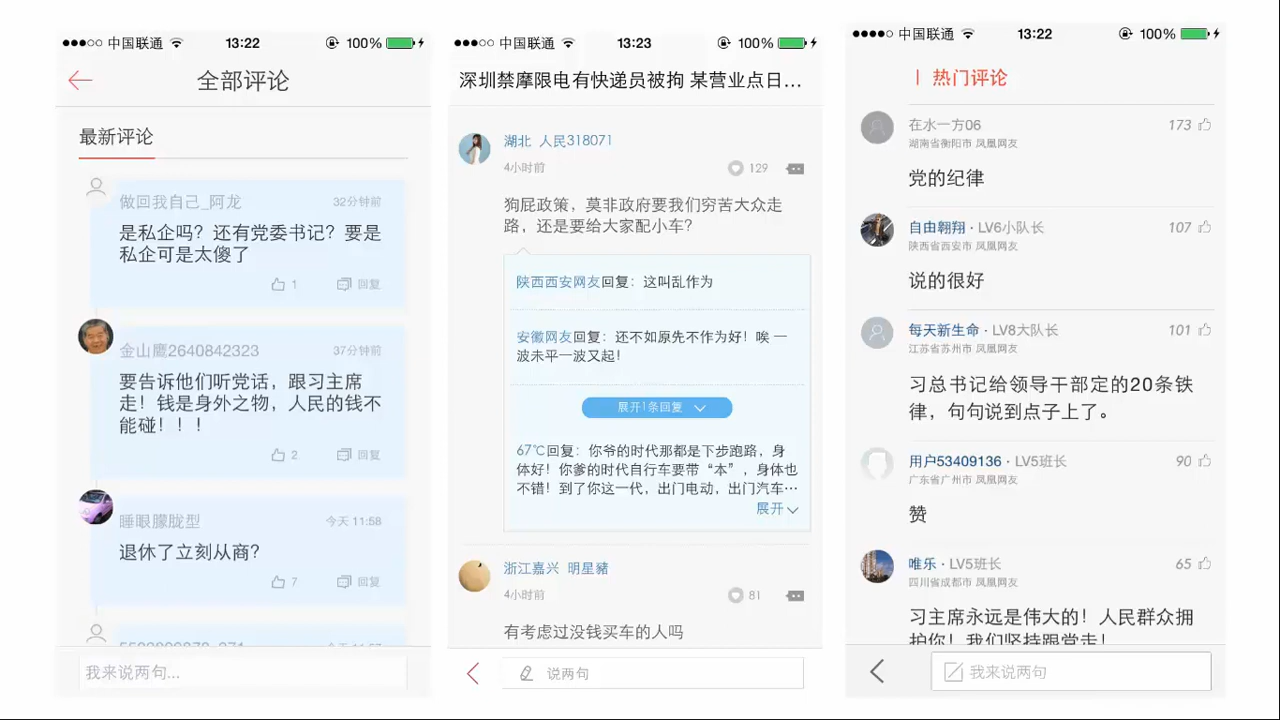 中国联通
13:22
100%
全部评论
最新评论
做回我自己_阿龙
32分钟前
是私企吗？还有党委书记？要是
私企可是太傻了
1
回复
金山鹰2640842323
37分钟前
要告诉他们听党话，跟习主席
走！钱是身外之物，人民的钱不
能碰！！！
2
回复
睡眼朦胧型
今天 11:58
退休了立刻从商？
7
回复
我来说两句...
中国联通
13:23
100%
深圳禁摩限电有快递员被拘 某营业点日...
湖北 人民318071
4小时前
129
狗屁政策，莫非政府要我们穷苦大众走
路，还是要给大家配小车？
陕西西安网友回复：这叫乱作为
安徽网友回复：还不如原先不作为好！唉 一
波未平一波又起！
展开1条回复
67℃回复：你爷的时代那都是下步跑路，身
体好！你爹的时代自行车要带“本”，身体也
不错！到了你这一代，出门电动，出门汽车…
展开
浙江嘉兴 明星豬
4小时前
81
有考虑过没钱买车的人吗
说两句
中国联通
13:22
100%
热门评论
在水一方06
173
湖南省衡阳市 凤凰网友
党的纪律
自由翱翔 · LV6小队长
107
陕西省西安市 凤凰网友
说的很好
每天新生命 · LV8大队长
101
江苏省苏州市 凤凰网友
习总书记给领导干部定的20条铁
律，句句说到点子上了。
用户53409136 · LV5班长
90
广东省广州市 凤凰网友
赞
唯乐 · LV5班长
65
四川省成都市 凤凰网友
习主席永远是伟大的！人民群众拥
护你！我们坚持跟党走！
我来说两句